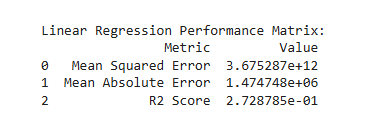 Linear Regression Performance Matrix:
Metric Value
0 Mean Squared Error 3.675287e+12
1 Mean Absolute Error 1.474748e+06
2 R2 Score 2.728785e-01